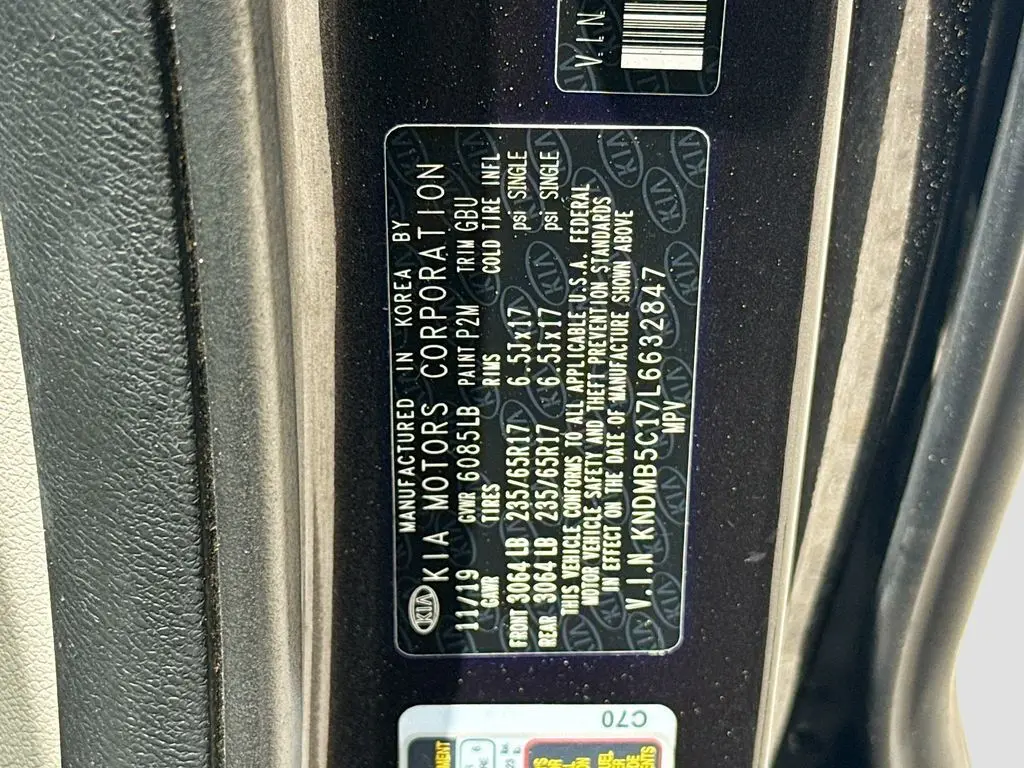 V.I.N
MANUFACTURED IN KOREA BY
KIA KIA MOTORS CORPORATION
11/19 GVWR 6085LB PAINT P2M TRIM GBU
GAWR TIRES RIMS COLD TIRE INFL
FRONT 3064LB 235/65R17 6.5Jx17 psi SINGLE
REAR 3064LB 235/65R17 6.5Jx17 psi SINGLE
THIS VEHICLE CONFORMS TO ALL APPLICABLE U.S.A. FEDERAL
MOTOR VEHICLE SAFETY AND THEFT PREVENTION STANDARDS
IN EFFECT ON THE DATE OF MANUFACTURE SHOWN ABOVE
V.I.N KNDMB5C17L6632847
MPV
C70